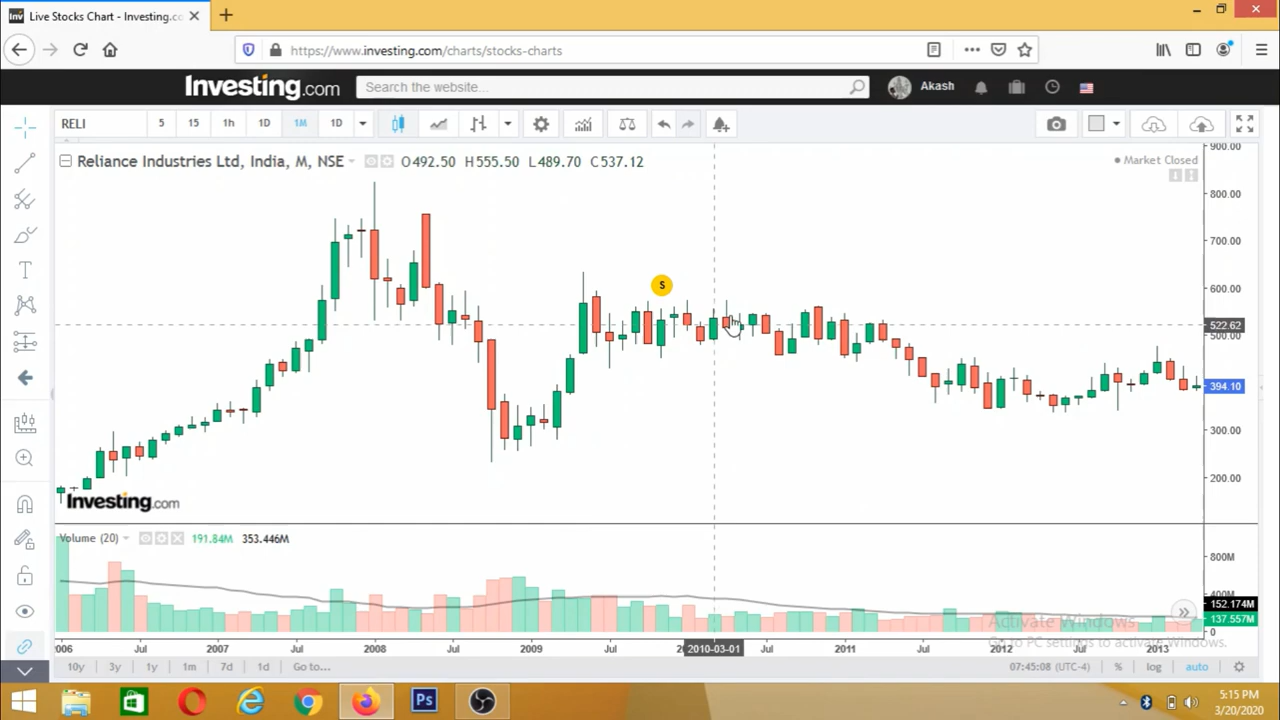 Inv Live Stocks Chart - Investing.co
https://www.investing.com/charts/stocks-charts
Investing.com Search the website... Akash
RELI 5 15 1h 1D 1M 1D
Reliance Industries Ltd, India, M, NSE O492.50 H555.50 L489.70 C537.12
Market Closed
900.00
800.00
700.00
600.00
S
522.62
500.00
394.10
300.00
200.00
Investing.com
Volume (20) 191.84M 353.446M
800M
400M
152.174M
137.557M
0
Activate Windows
Go to PC settings to activate Windows.
2006 Jul 2007 Jul 2008 Jul 2009 Jul 2010-03-01 Jul 2011 Jul 2012 Jul 2013
10y 3y 1y 1m 7d 1d Go to... 07:45:08 (UTC-4) % log auto
Ps
5:15 PM
3/20/2020